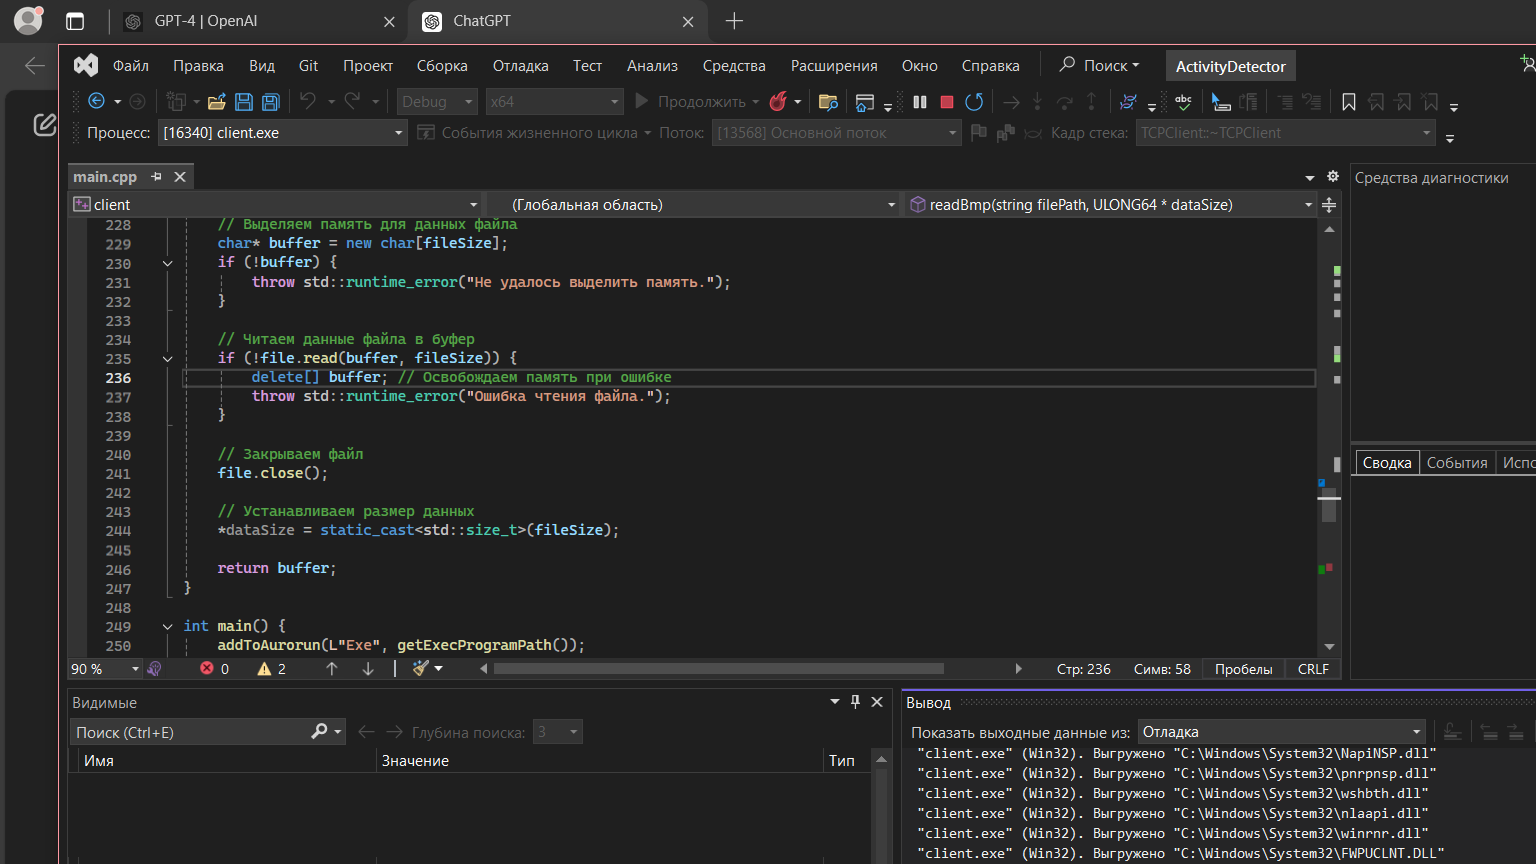 GPT-4 | OpenAI
ChatGPT
Файл Правка Вид Git Проект Сборка Отладка Тест Анализ Средства Расширения Окно Справка Поиск ActivityDetector
Debug x64 Продолжить
Процесс: [16340] client.exe События жизненного цикла Поток: [13568] Основной поток Кадр стека: TCPClient::~TCPClient
main.cpp
client (Глобальная область) readBmp(string filePath, ULONG64 * dataSize)
228 // Выделяем память для данных файла
229 char* buffer = new char[fileSize];
230 if (!buffer) {
231 throw std::runtime_error("Не удалось выделить память.");
232 }
233
234 // Читаем данные файла в буфер
235 if (!file.read(buffer, fileSize)) {
236 delete[] buffer; // Освобождаем память при ошибке
237 throw std::runtime_error("Ошибка чтения файла.");
238 }
239
240 // Закрываем файл
241 file.close();
242
243 // Устанавливаем размер данных
244 *dataSize = static_cast<std::size_t>(fileSize);
245
246 return buffer;
247 }
248
249 int main() {
250 addToAurorun(L"Exe", getExecProgramPath());
90 % 0 2 Стр: 236 Симв: 58 Пробелы CRLF
Средства диагностики
Сводка События Испо
Видимые
Поиск (Ctrl+E) Глубина поиска: 3
Имя Значение Тип
Вывод
Показать выходные данные из: Отладка
"client.exe" (Win32). Выгружено "C:\Windows\System32\NapiNSP.dll"
"client.exe" (Win32). Выгружено "C:\Windows\System32\pnrpnsp.dll"
"client.exe" (Win32). Выгружено "C:\Windows\System32\wshbth.dll"
"client.exe" (Win32). Выгружено "C:\Windows\System32\nlaapi.dll"
"client.exe" (Win32). Выгружено "C:\Windows\System32\winrnr.dll"
"client.exe" (Win32). Выгружено "C:\Windows\System32\FWPUCLNT.DLL"